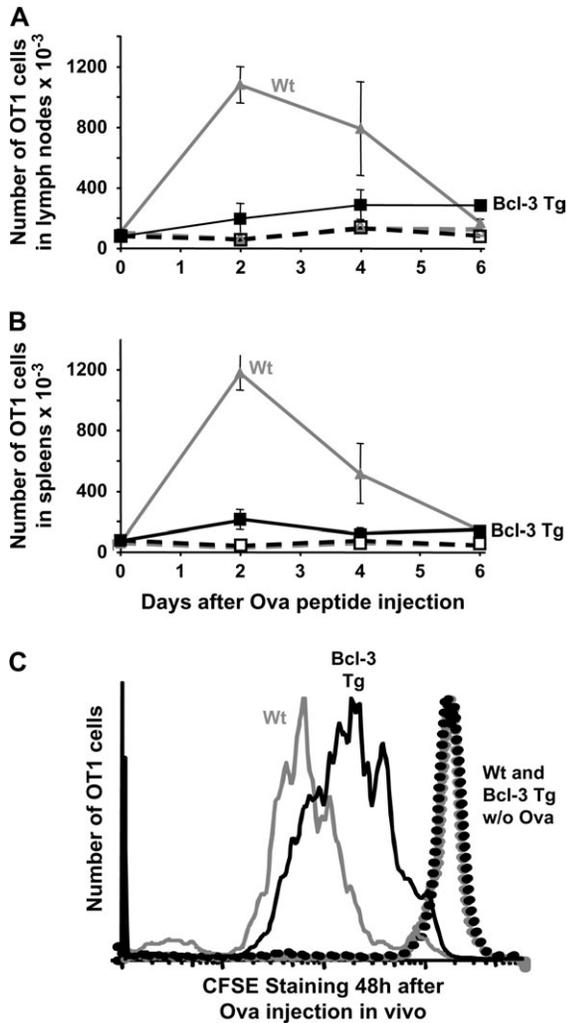 A
Number of OT1 cells
in lymph nodes x 10-3
1200
800
400
0
Wt
Bcl-3 Tg
0 1 2 3 4 5 6
B
Number of OT1 cells
in spleens x 10-3
1200
800
400
0
Wt
Bcl-3 Tg
0 1 2 3 4 5 6
Days after Ova peptide injection
C
Number of OT1 cells
Wt
Bcl-3
Tg
Wt and
Bcl-3 Tg
w/o Ova
CFSE Staining 48h after
Ova injection in vivo